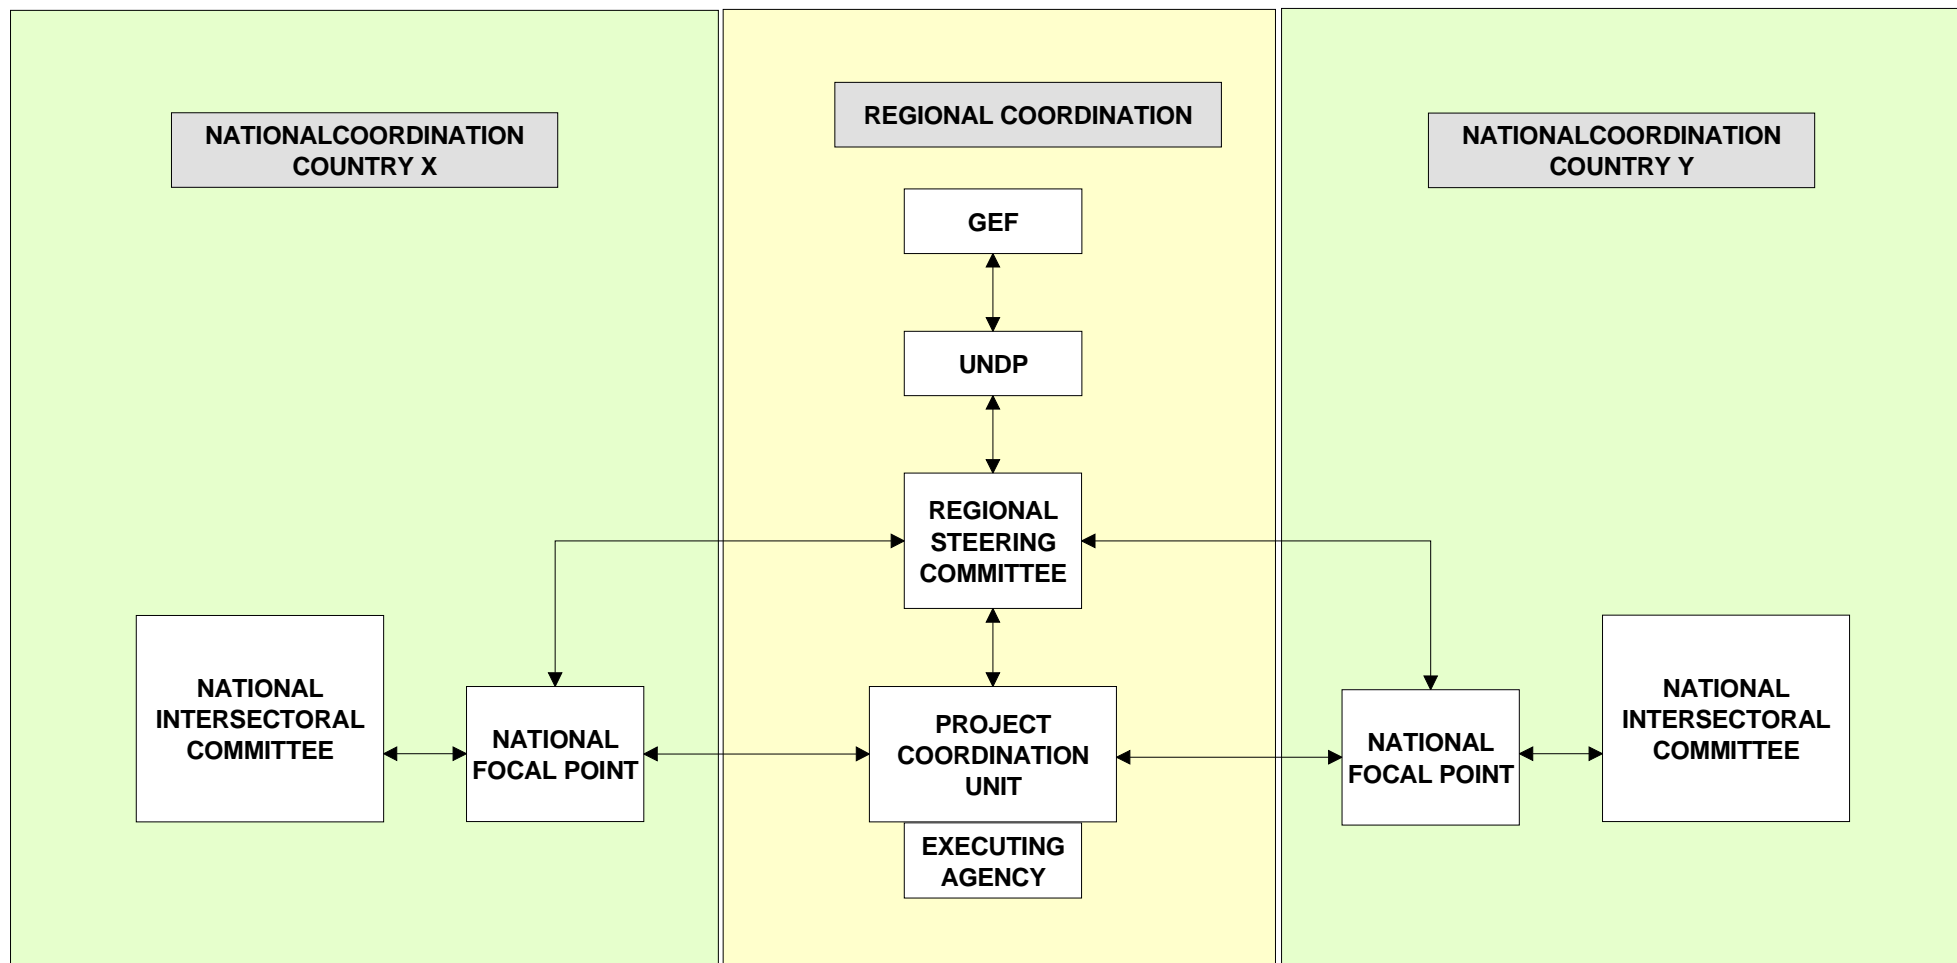 NATIONALCOORDINATION
COUNTRY X
REGIONAL COORDINATION
NATIONALCOORDINATION
COUNTRY Y
GEF
UNDP
REGIONAL
STEERING
COMMITTEE
NATIONAL
INTERSECTORAL
COMMITTEE
NATIONAL
FOCAL POINT
PROJECT
COORDINATION
UNIT
EXECUTING
AGENCY
NATIONAL
FOCAL POINT
NATIONAL
INTERSECTORAL
COMMITTEE